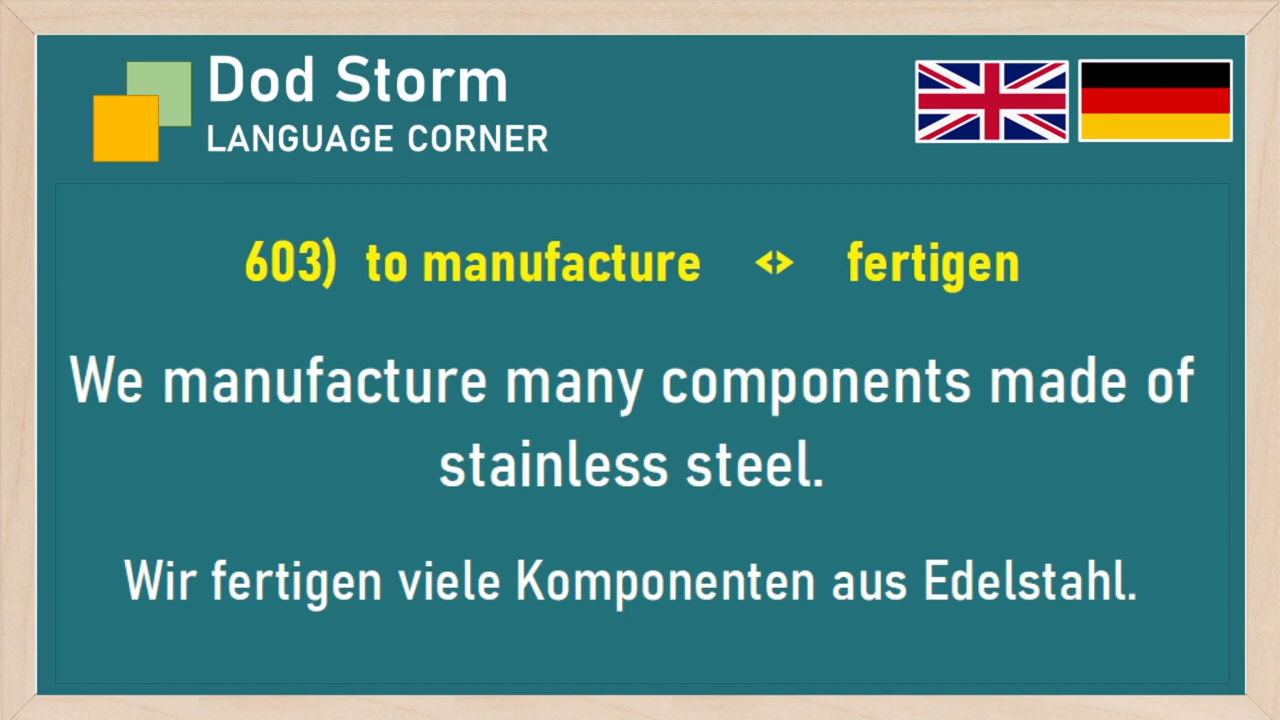 Dod Storm
LANGUAGE CORNER
603) to manufacture <> fertigen
We manufacture many components made of
stainless steel.
Wir fertigen viele Komponenten aus Edelstahl.